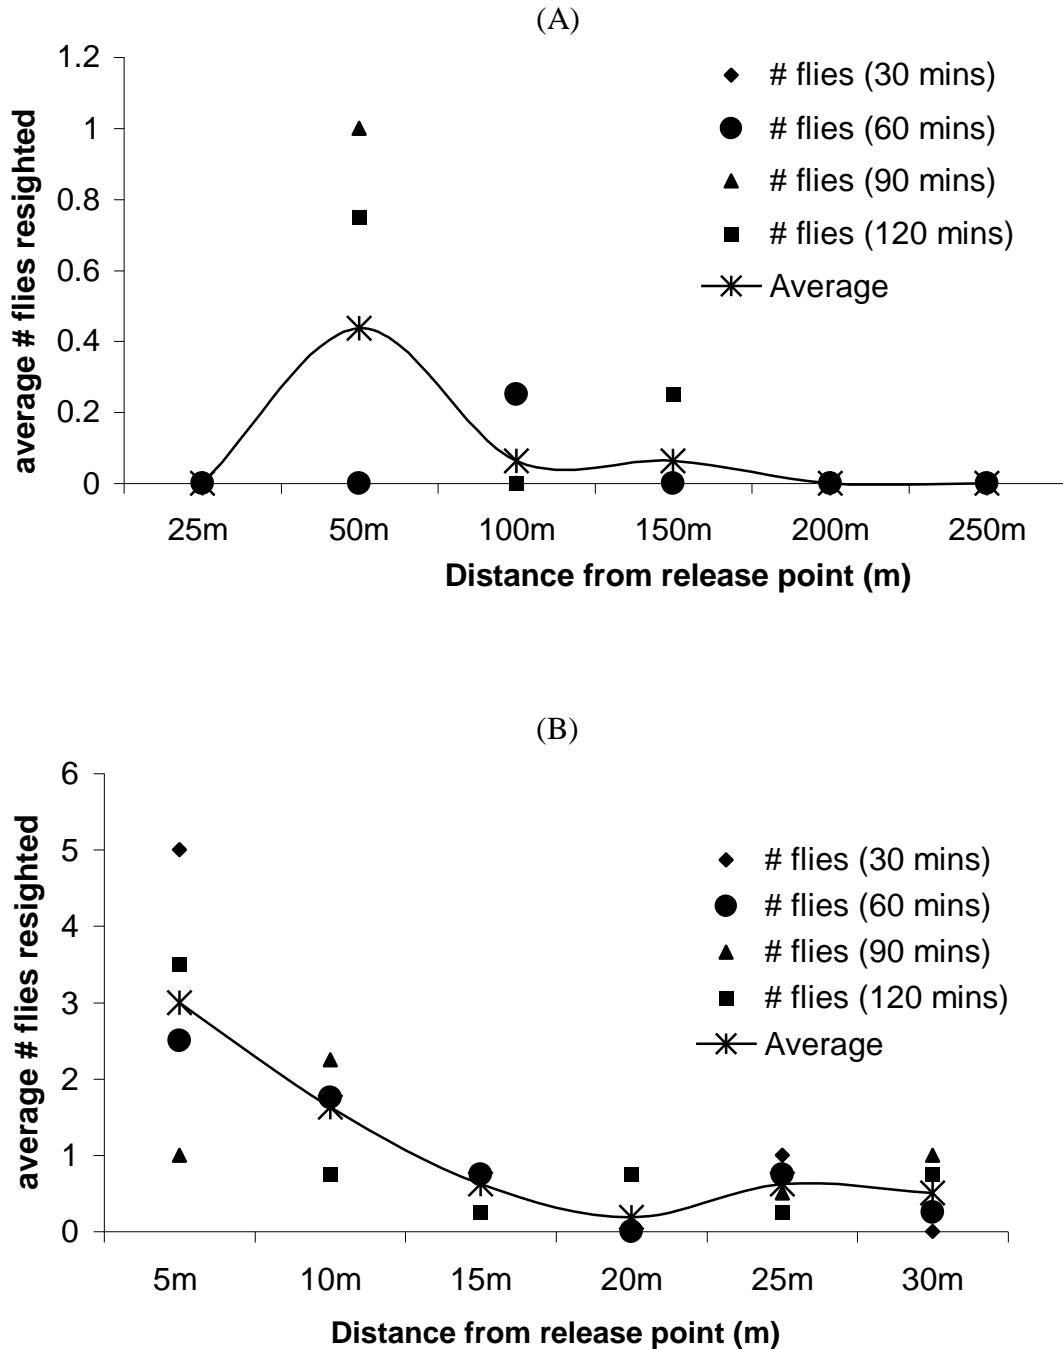 (A)
1.2
1
0.8
0.6
0.4
0.2
0
average # flies resighted
# flies (30 mins)
# flies (60 mins)
# flies (90 mins)
# flies (120 mins)
Average
25m 50m 100m 150m 200m 250m
Distance from release point (m)
(B)
6
5
4
3
2
1
0
average # flies resighted
# flies (30 mins)
# flies (60 mins)
# flies (90 mins)
# flies (120 mins)
Average
5m 10m 15m 20m 25m 30m
Distance from release point (m)